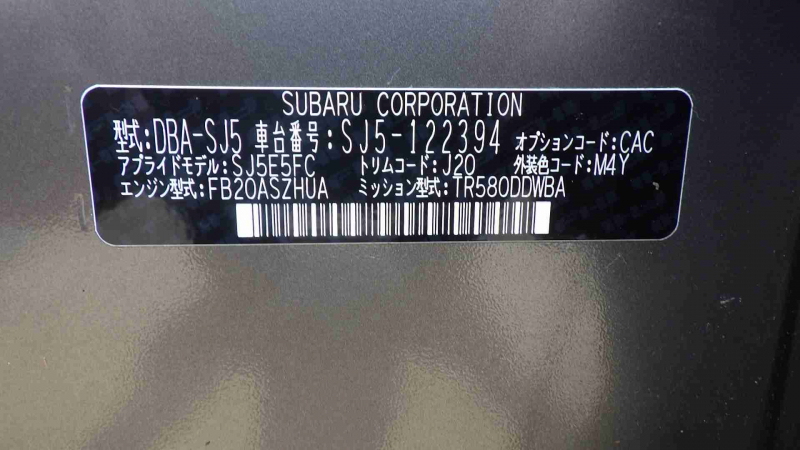 SUBARU CORPORATION
型式:DBA-SJ5 車台番号:SJ5-122394 オプションコード:CAC
アプライドモデル:SJ5E5FC トリムコード:J20 外装色コード:M4Y
エンジン型式:FB20ASZHUA ミッション型式:TR580DDWBA